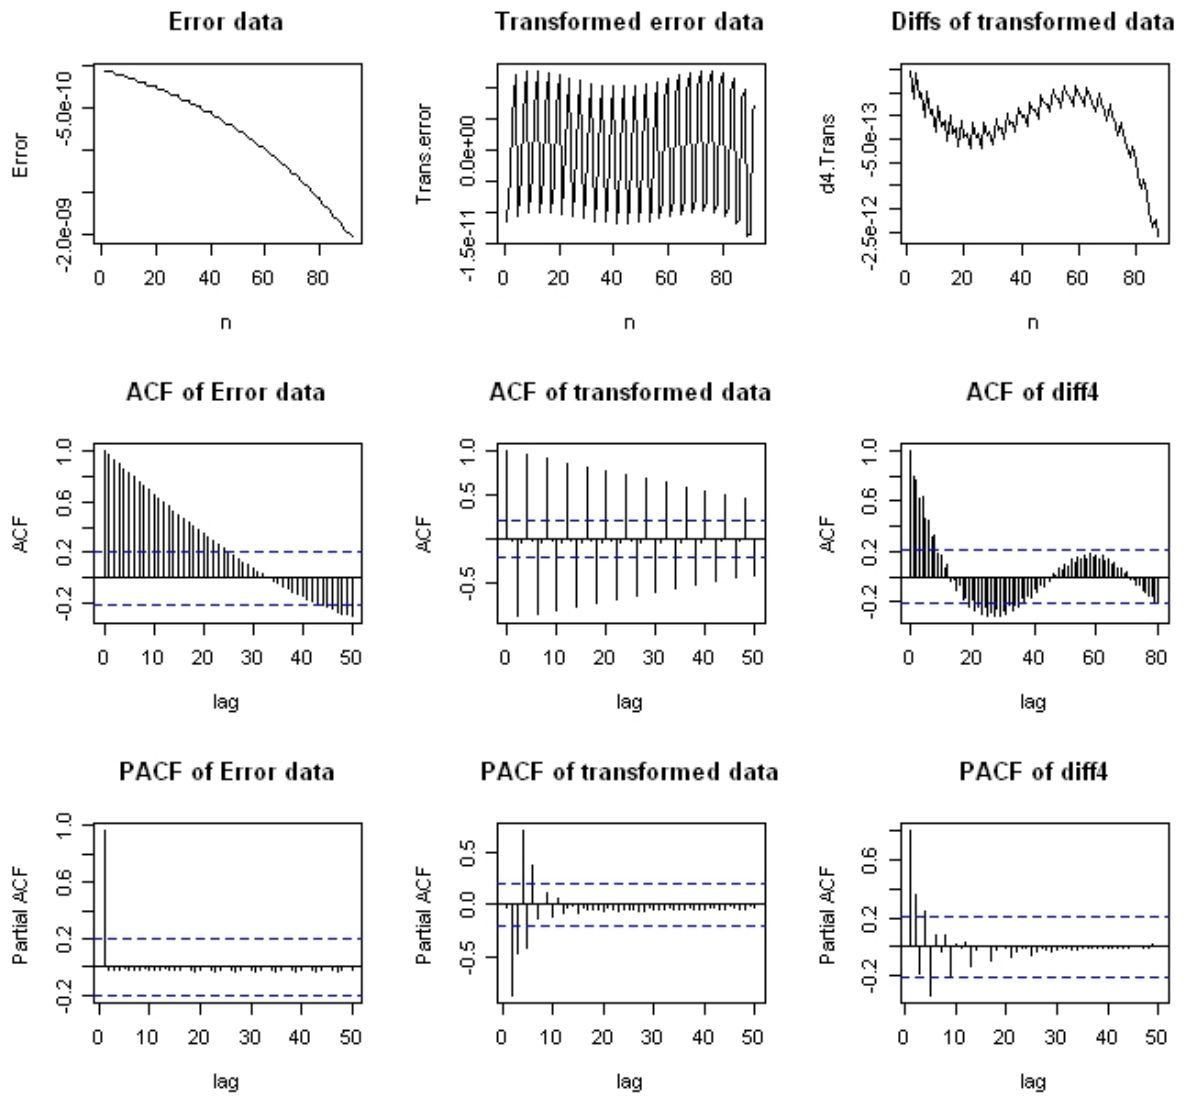 Error data
Transformed error data
Diffs of transformed data
Error
-2.0e-09
-5.0e-10
0
20
40
60
80
n
Trans.error
-1.5e-11
0.0e+00
0
20
40
60
80
n
d4.Trans
-2.5e-12
-5.0e-13
0
20
40
60
80
n
ACF of Error data
ACF of transformed data
ACF of diff4
ACF
-0.2
0.2
0.6
1.0
0
10
20
30
40
50
lag
ACF
-0.5
0.5
1.0
0
10
20
30
40
50
lag
ACF
-0.2
0.2
0.6
1.0
0
20
40
60
80
lag
PACF of Error data
PACF of transformed data
PACF of diff4
Partial ACF
-0.2
0.2
0.6
1.0
0
10
20
30
40
50
lag
Partial ACF
-0.5
0.0
0.5
0
10
20
30
40
50
lag
Partial ACF
-0.2
0.2
0.6
0
10
20
30
40
50
lag